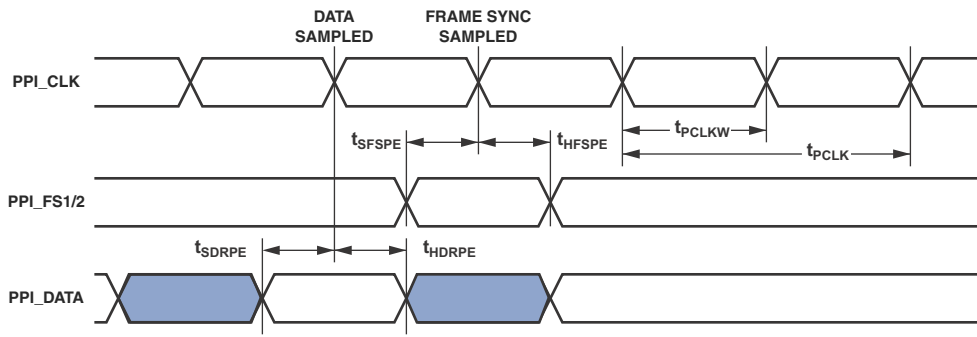 DATA
SAMPLED
FRAME SYNC
SAMPLED
PPI_CLK
tPCLKW
tSFSPE
tHFSPE
tPCLK
PPI_FS1/2
tSDRPE
tHDRPE
PPI_DATA